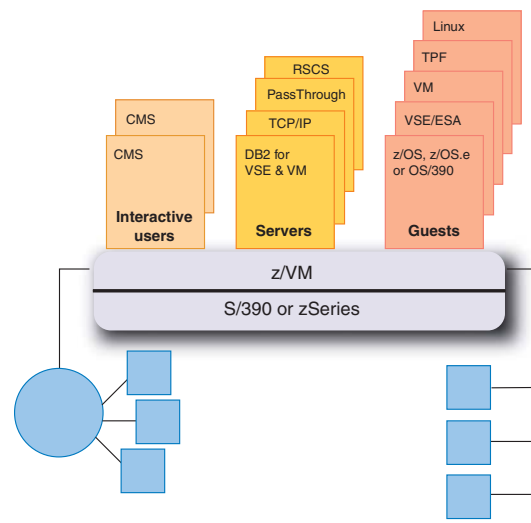 CMS
CMS
Interactive
users
RSCS
PassThrough
TCP/IP
DB2 for
VSE & VM
Servers
Linux
TPF
VM
VSE/ESA
z/OS, z/OS.e
or OS/390
Guests
z/VM
S/390 or zSeries